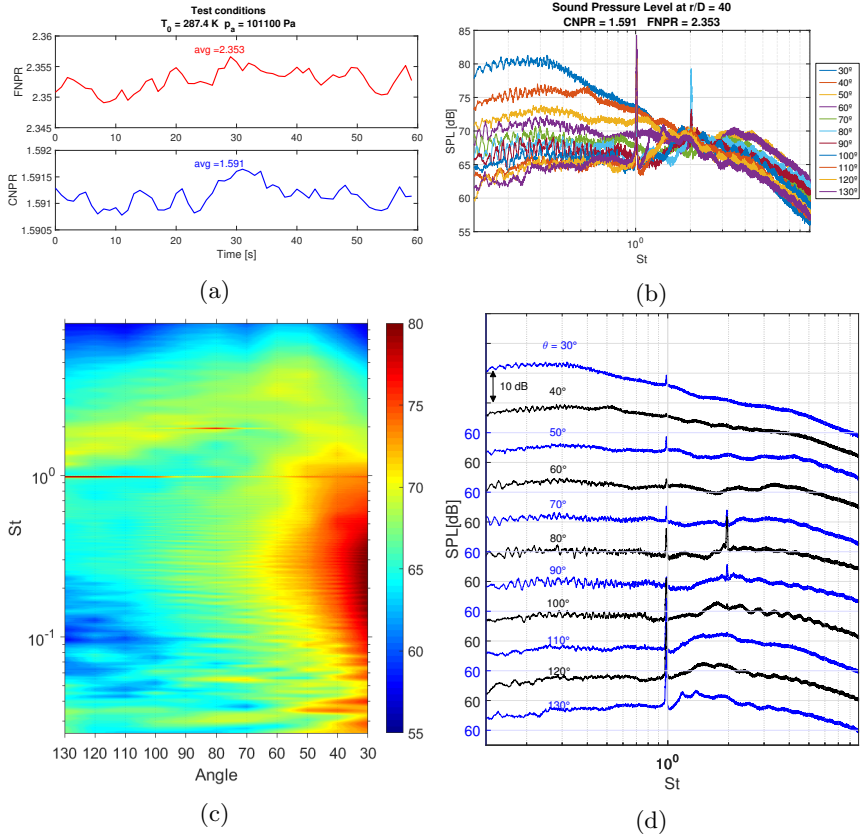 Test conditions
T0 = 287.4 K pa = 101100 Pa
2.36
2.355
2.35
2.345
FNPR
avg =2.353
10 20 30 40 50 60
1.592
1.5915
1.591
1.5905
CNPR
avg =1.591
0 10 20 30 40 50 60
Time [s]
(a)
Sound Pressure Level at r/D = 40
CNPR = 1.591 FNPR = 2.353
85
80
75
70
65
60
55
SPL [dB]
10^0
St
30º
40º
50º
60º
70º
80º
90º
100º
110º
120º
130º
(b)
10^0
10^-1
St
130 120 110 100 90 80 70 60 50 40 30
Angle
80
75
70
65
60
55
(c)
θ = 30°
10 dB
40°
60
50°
60
60°
60
70°
60
80°
60
90°
60
100°
60
110°
60
120°
60
130°
60
60
SPL[dB]
10^0
St
(d)